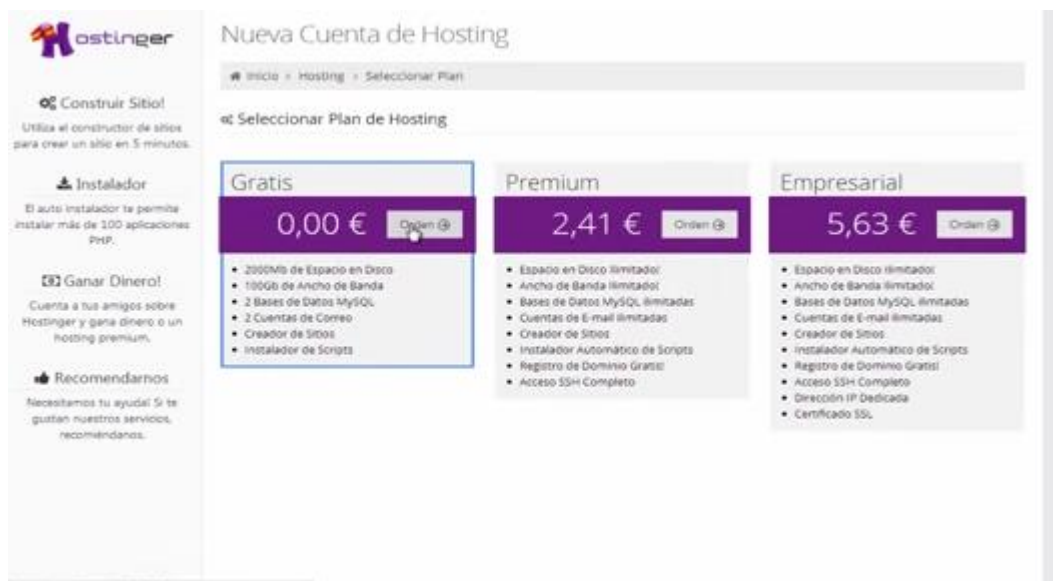 Hostinger
Construir Sitio!
Utiliza el constructor de sitios
para crear un sitio en 5 minutos.
Instalador
El auto instalador te permite
instalar más de 100 aplicaciones
PHP.
Ganar Dinero!
Cuenta a tus amigos sobre
Hostinger y gana dinero o un
hosting premium.
Recomendarnos
Necesitamos tu ayuda! Si te
gustan nuestros servicios,
recomiéndanos.
Nueva Cuenta de Hosting
Inicio > Hosting > Seleccionar Plan
Seleccionar Plan de Hosting
Gratis
0,00 € Orden
• 2000Mb de Espacio en Disco
• 100Gb de Ancho de Banda
• 2 Bases de Datos MySQL
• 2 Cuentas de Correo
• Creador de Sitios
• Instalador de Scripts
Premium
2,41 € Orden
• Espacio en Disco Ilimitado!
• Ancho de Banda Ilimitado!
• Bases de Datos MySQL Ilimitadas
• Cuentas de E-mail Ilimitadas
• Creador de Sitios
• Instalador Automático de Scripts
• Registro de Dominio Gratis!
• Acceso SSH Completo
Empresarial
5,63 € Orden
• Espacio en Disco Ilimitado!
• Ancho de Banda Ilimitado!
• Bases de Datos MySQL Ilimitadas
• Cuentas de E-mail Ilimitadas
• Creador de Sitios
• Instalador Automático de Scripts
• Registro de Dominio Gratis!
• Acceso SSH Completo
• Dirección IP Dedicada
• Certificado SSL